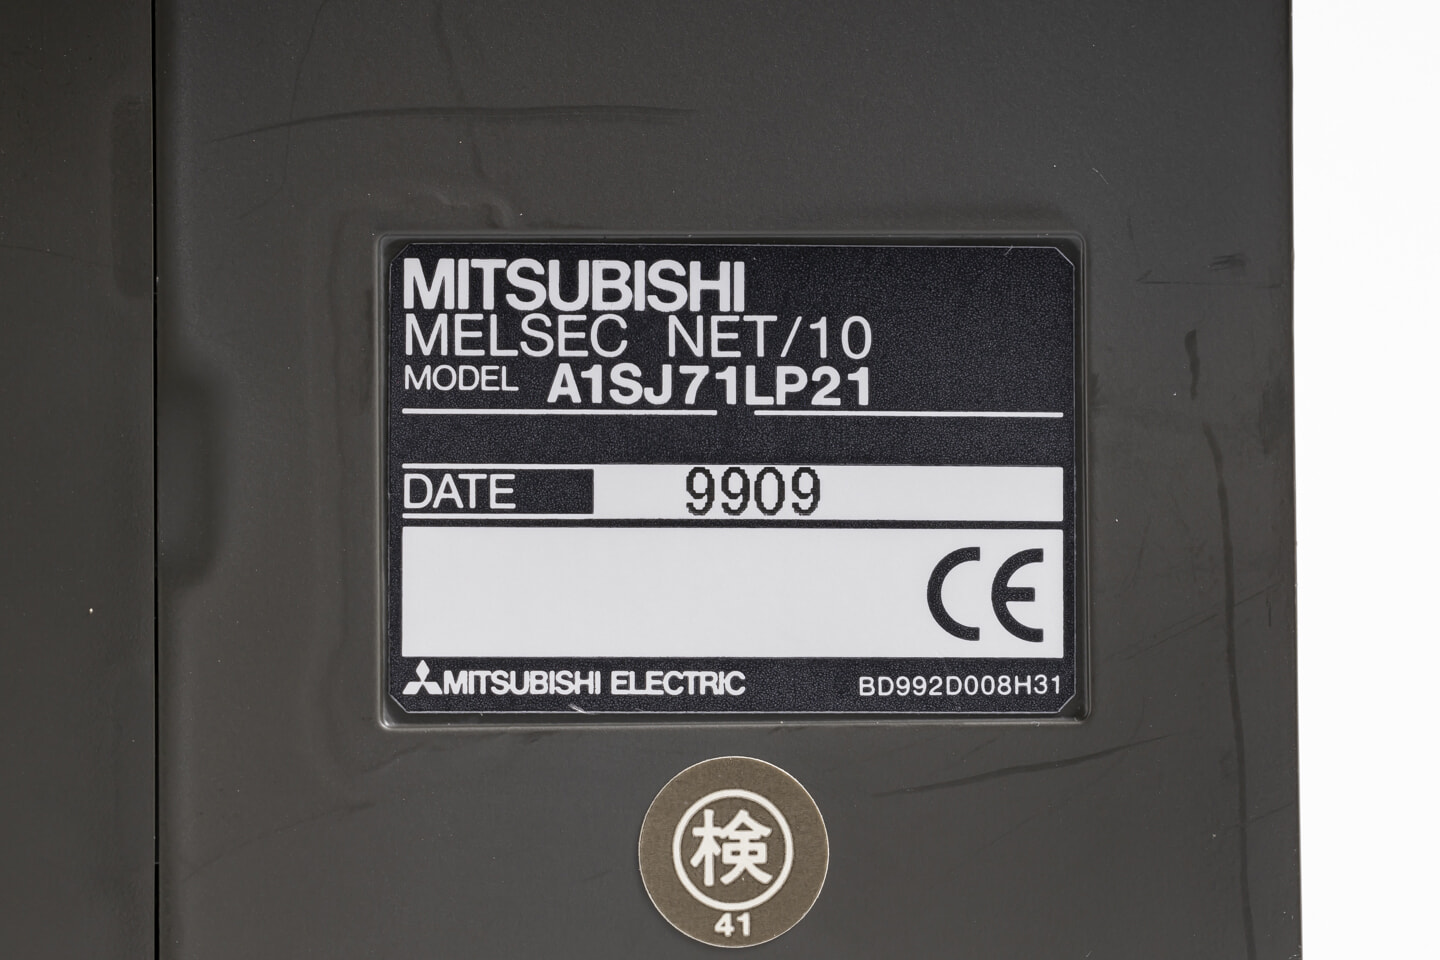 MITSUBISHI
MELSEC NET/10
MODEL A1SJ71LP21
DATE 9909
CE
MITSUBISHI ELECTRIC BD992D008H31
検
41